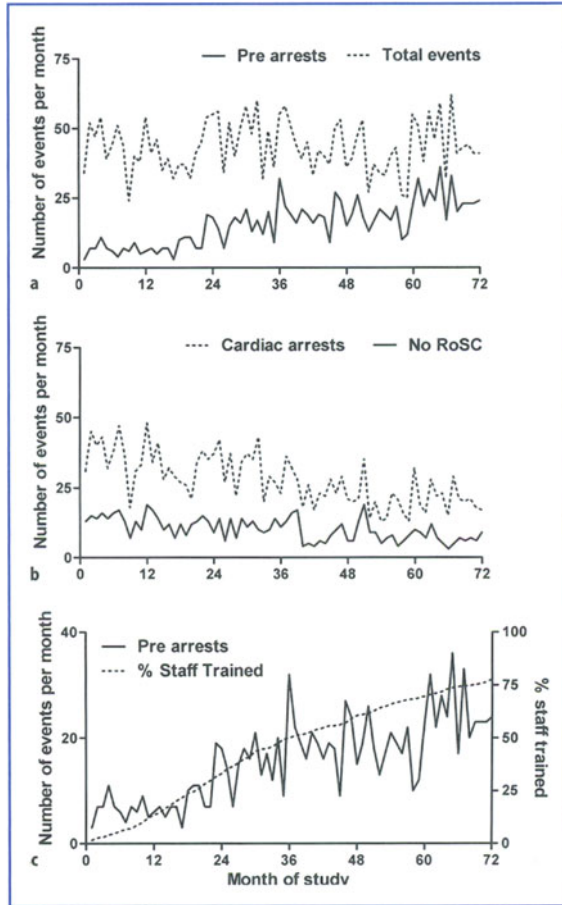 Pre arrests Total events
75
50
25
0
Number of events per month
0 12 24 36 48 60 72
a
Cardiac arrests No RoSC
75
50
25
0
Number of events per month
0 12 24 36 48 60 72
b
Pre arrests
% Staff Trained
40
20
0
Number of events per month
100
75
50
25
0
% staff trained
0 12 24 36 48 60 72
c
Month of study